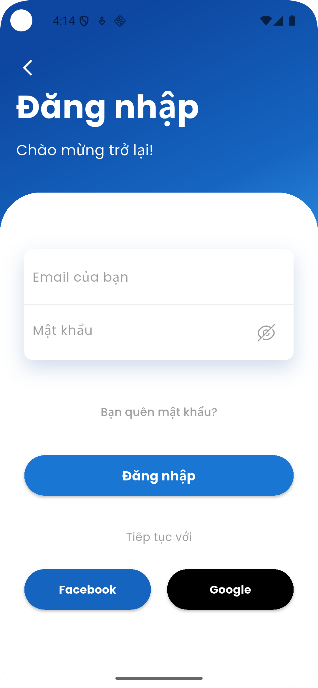 4:14
Đăng nhập
Chào mừng trở lại!
Email của bạn
Mật khẩu
Bạn quên mật khẩu?
Đăng nhập
Tiếp tục với
Facebook
Google